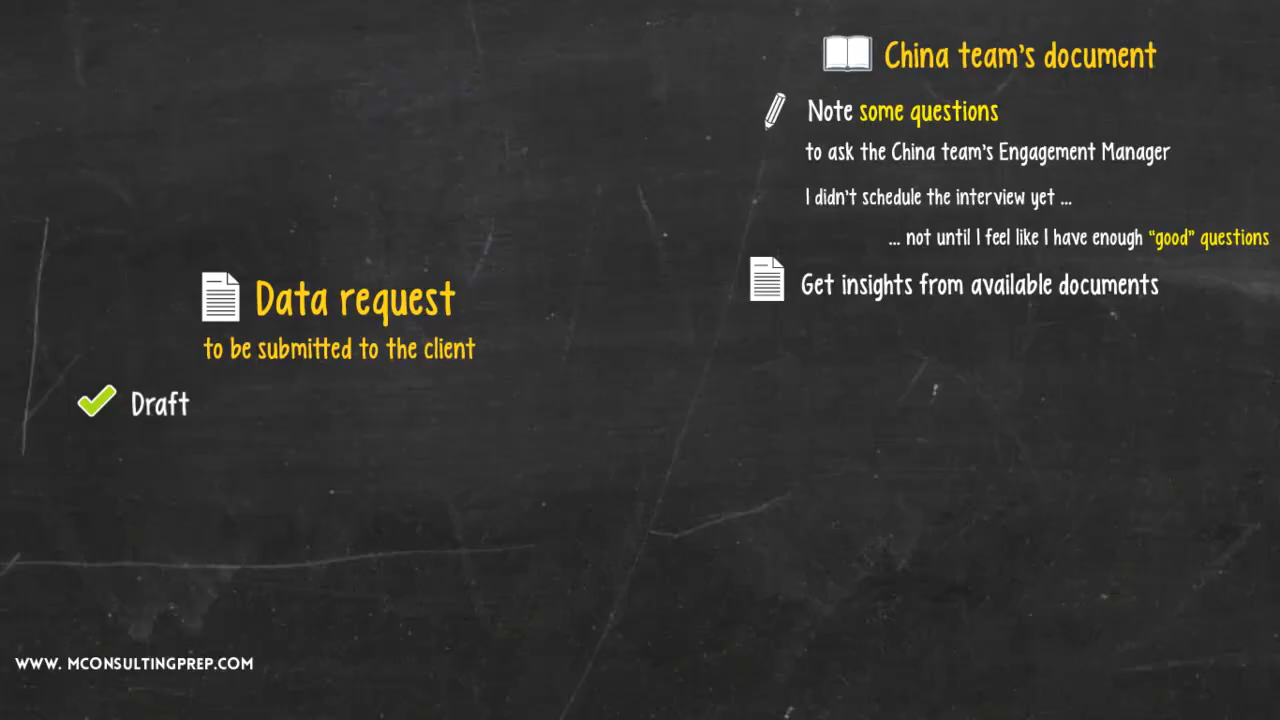 China team's document
Note some questions
to ask the China team's Engagement Manager
I didn't schedule the interview yet ...
... not until I feel like I have enough "good" questions
Get insights from available documents
Data request
to be submitted to the client
Draft
WWW. MCONSULTINGPREP.COM